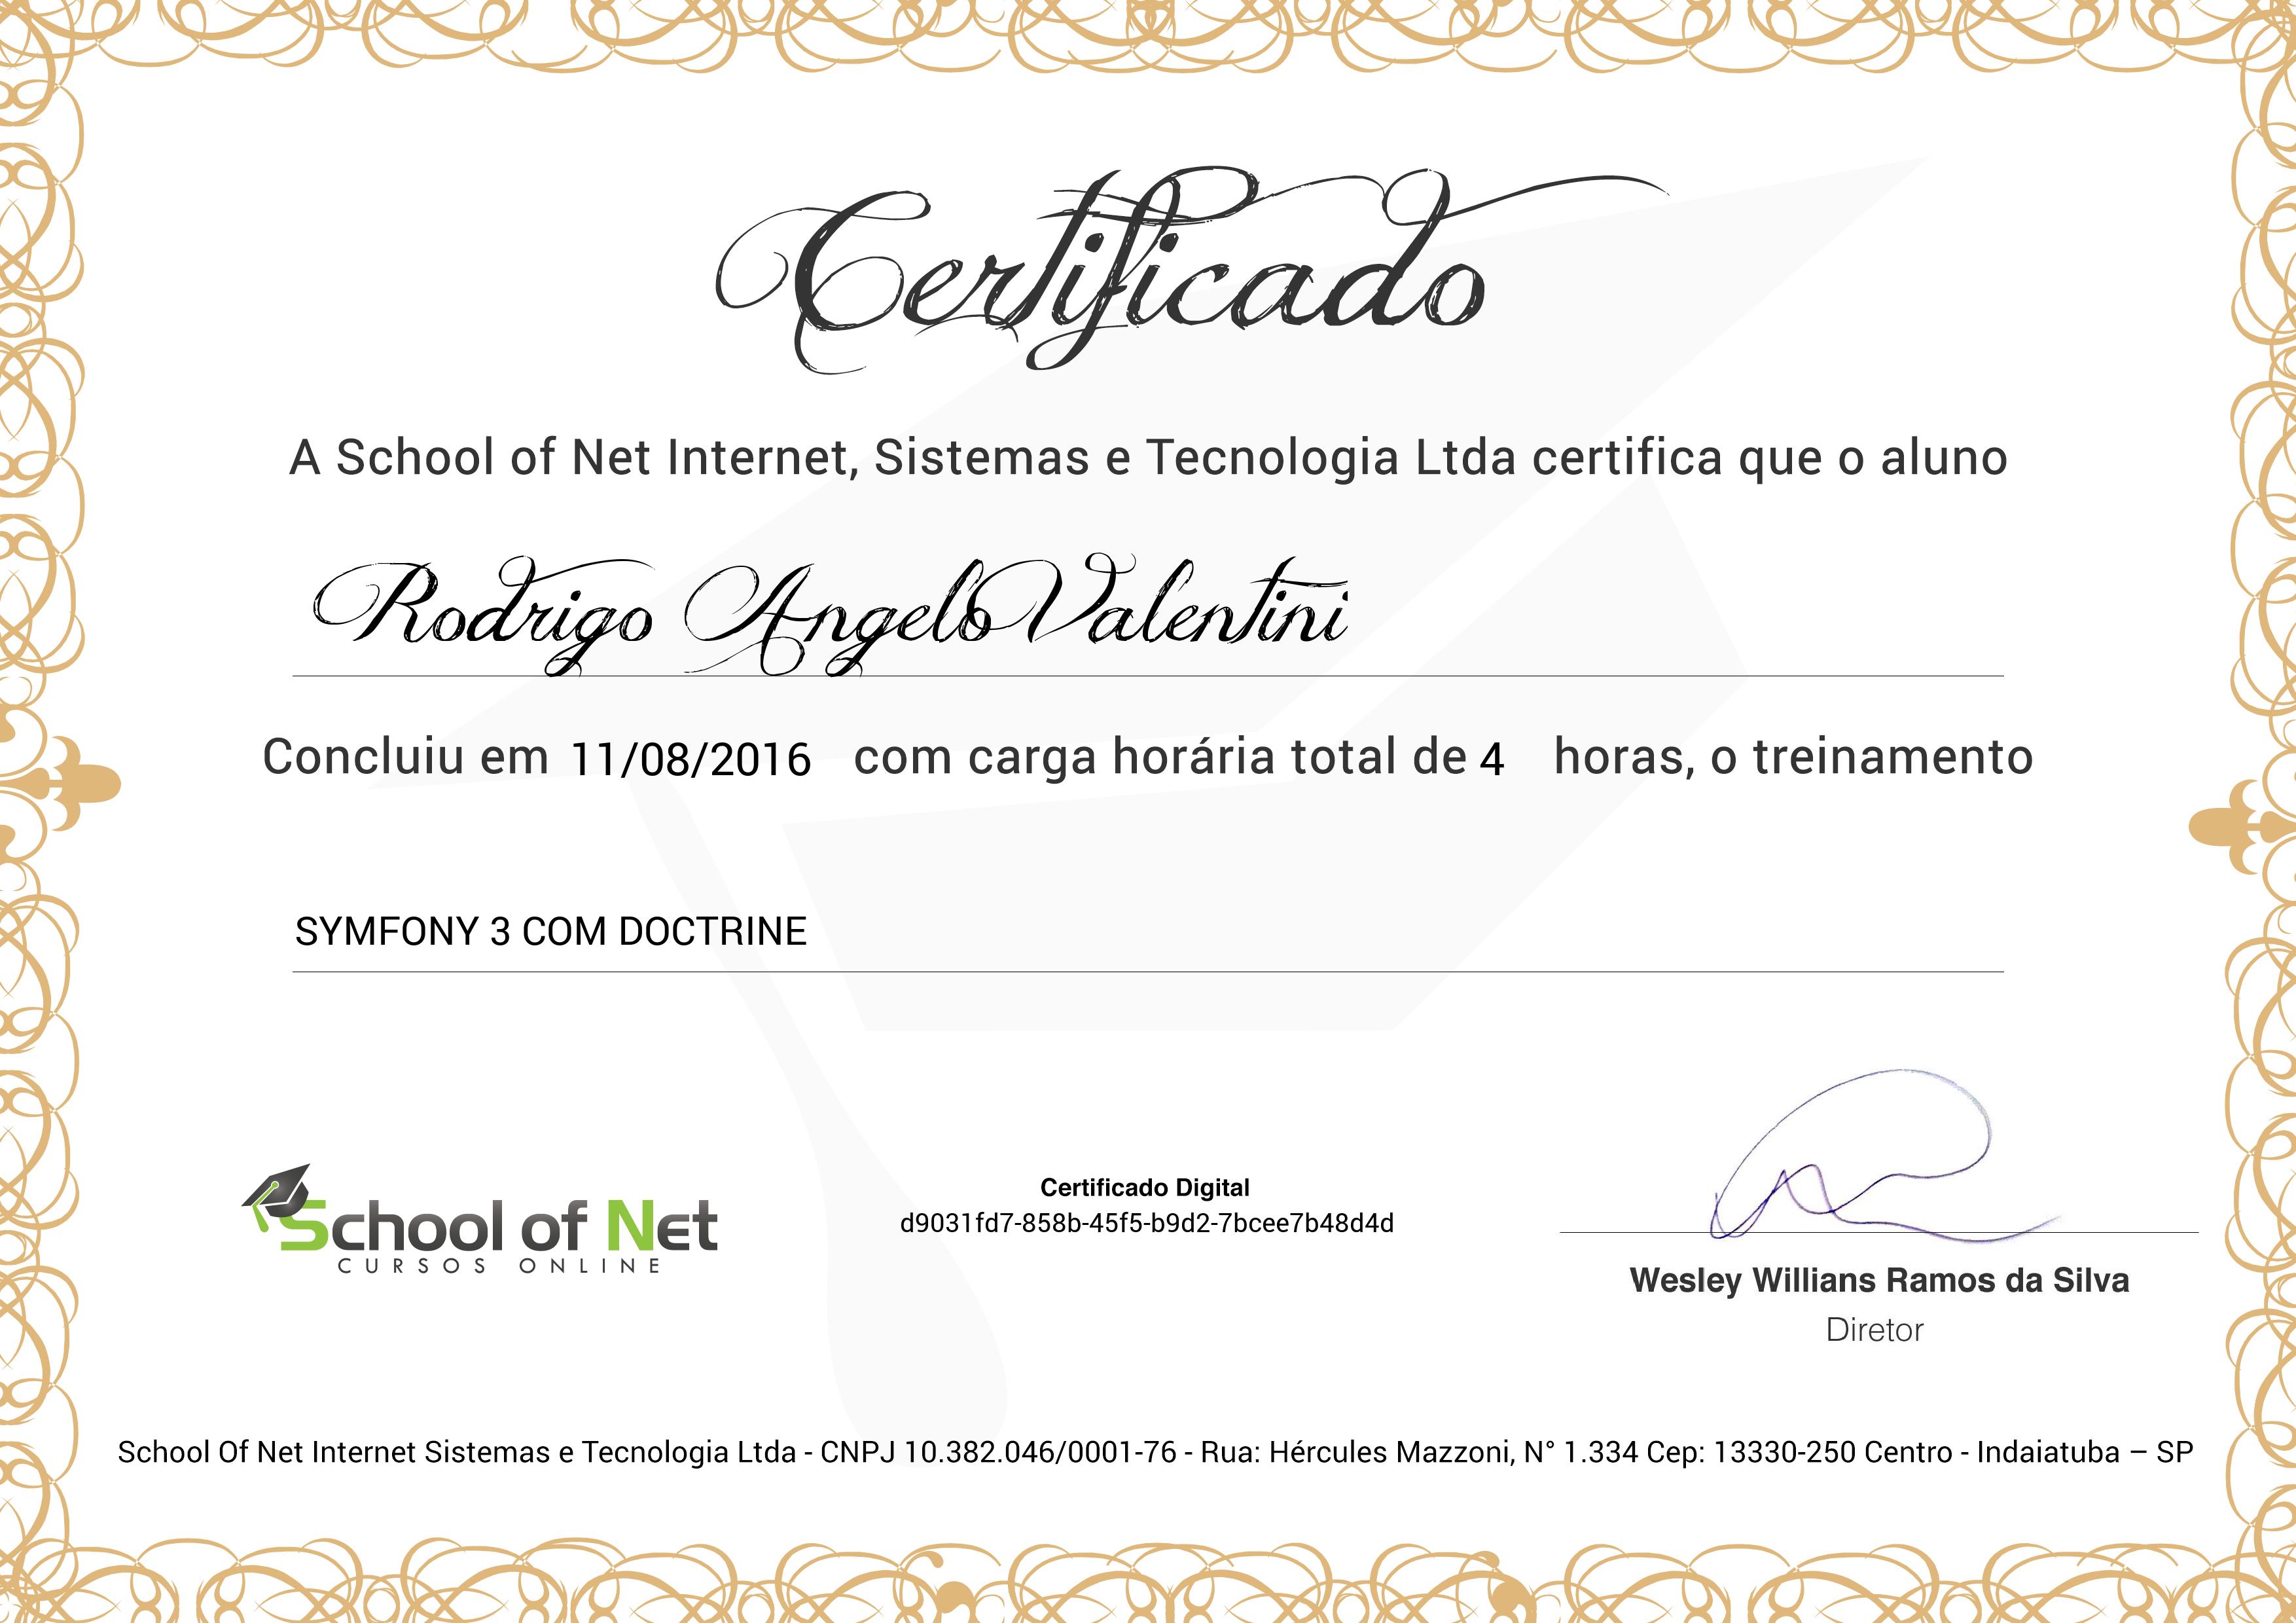 Certificado
A School of Net Internet, Sistemas e Tecnologia Ltda certifica que o aluno
Rodrigo Angelo Valentini
Concluiu em 11/08/2016 com carga horária total de 4 horas, o treinamento
SYMFONY 3 COM DOCTRINE
School of Net
CURSOS ONLINE
Certificado Digital
d9031fd7-858b-45f5-b9d2-7bcee7b48d4d
Wesley Willians Ramos da Silva
Diretor
School Of Net Internet Sistemas e Tecnologia Ltda - CNPJ 10.382.046/0001-76 - Rua: Hércules Mazzoni, N° 1.334 Cep: 13330-250 Centro - Indaiatuba – SP